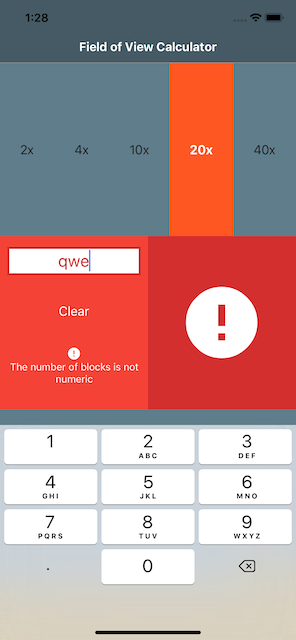 1:28
Field of View Calculator
2x 4x 10x 20x 40x
qwe
Clear
!
!
The number of blocks is not
numeric
1 2 3
ABC DEF
4 5 6
GHI JKL MNO
7 8 9
PQRS TUV WXYZ
. 0